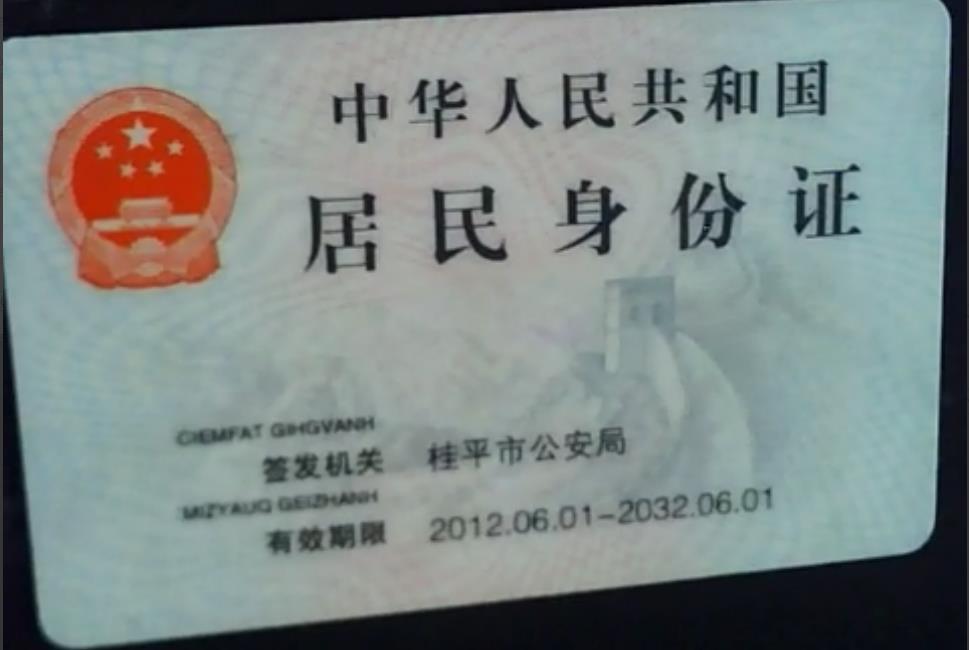 中华人民共和国
居民身份证
CIEMFAT GIHGVANH
签发机关 桂平市公安局
MIZYAUQ GEIZHANH
有效期限 2012.06.01-2032.06.01